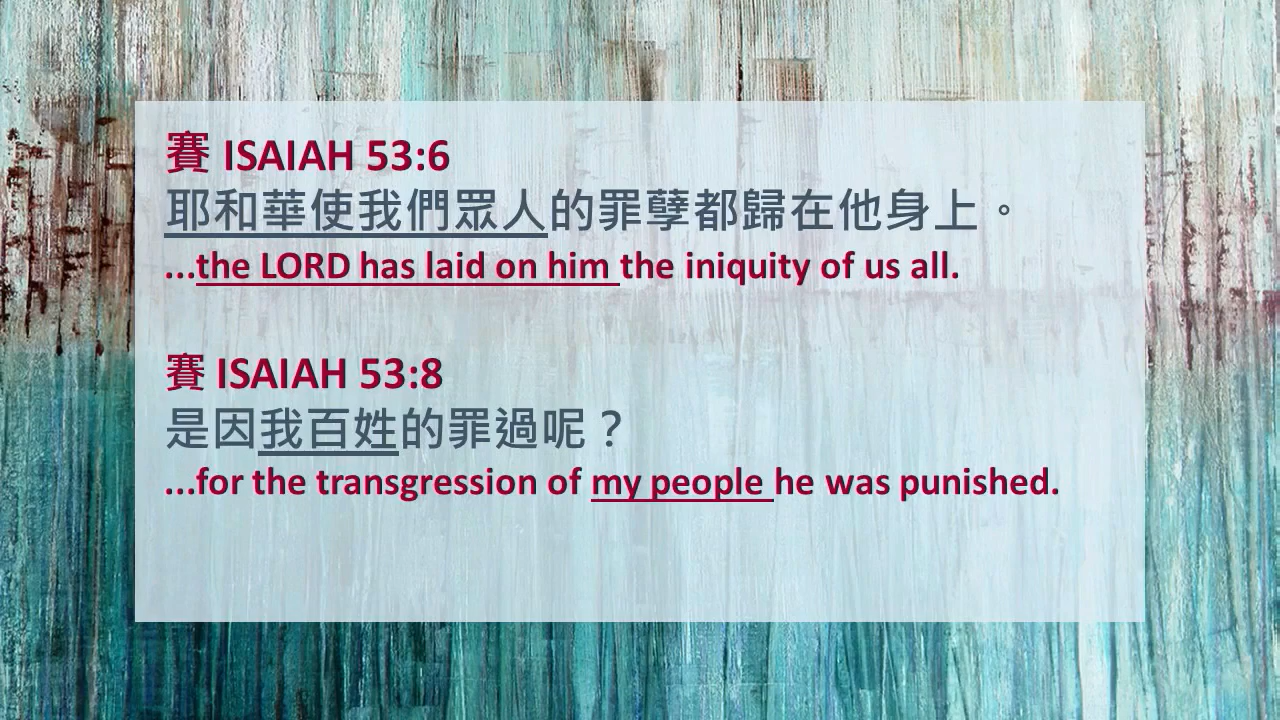 賽 ISAIAH 53:6
耶和華使我們眾人的罪孽都歸在他身上。
...the LORD has laid on him the iniquity of us all.
賽 ISAIAH 53:8
是因我百姓的罪過呢？
...for the transgression of my people he was punished.